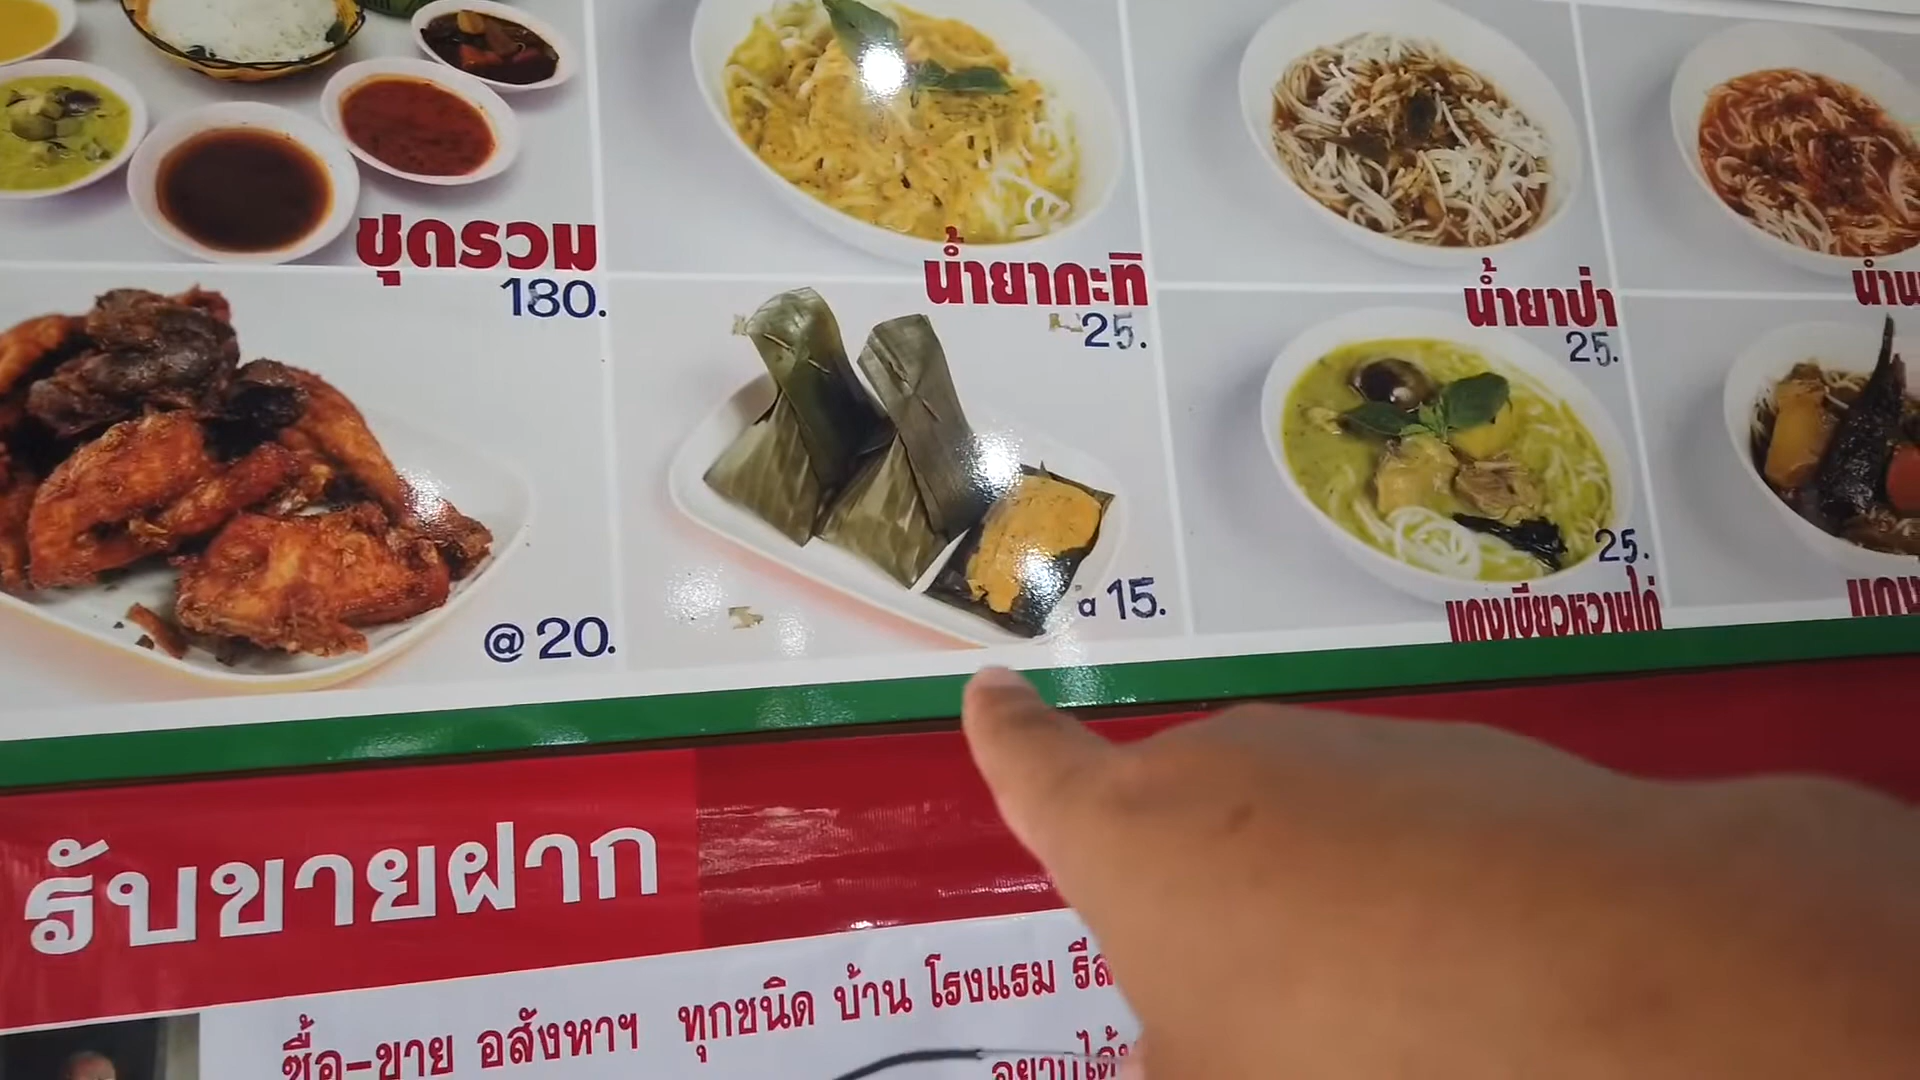 ชุดรวม
180.
น้ำยากะทิ
25.
น้ำยาป่า
25.
@ 20.
15.
25.
แกงเขียวหวานไก่
รับขายฝาก
ซื้อ-ขาย อสังหาฯ ทุกชนิด บ้าน โรงแรม